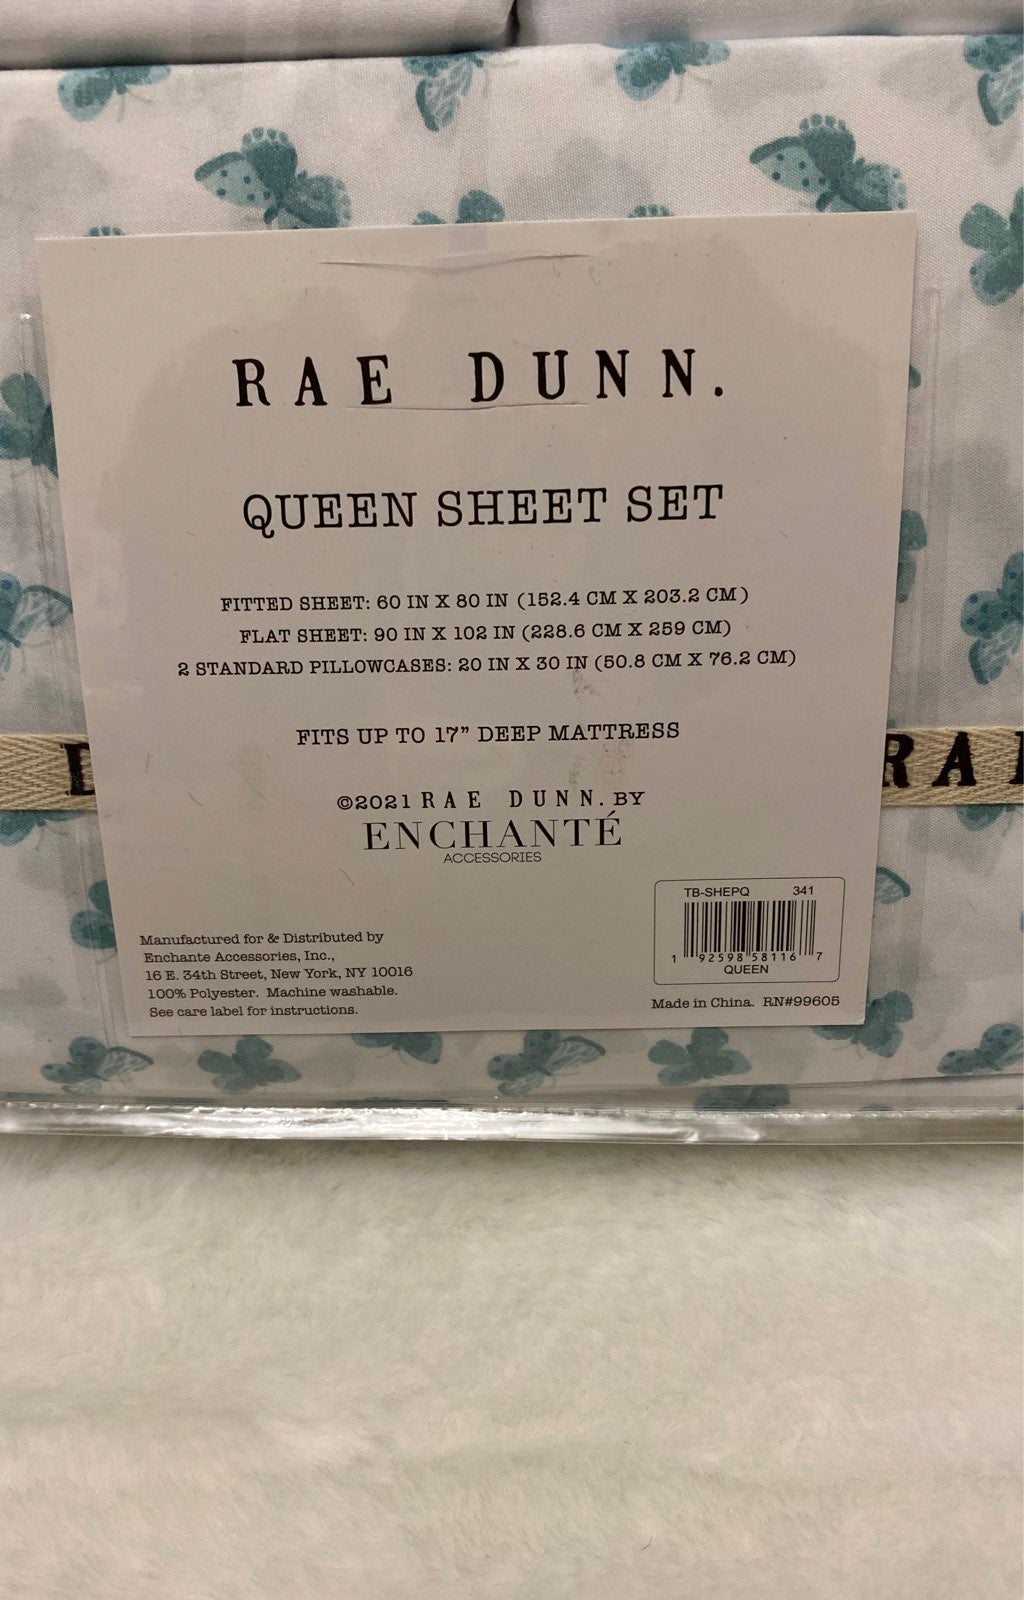 RAE DUNN.
QUEEN SHEET SET
FITTED SHEET: 60 IN X 80 IN (152.4 CM X 203.2 CM)
FLAT SHEET: 90 IN X 102 IN (228.6 CM X 259 CM)
2 STANDARD PILLOWCASES: 20 IN X 30 IN (50.8 CM X 76.2 CM)
FITS UP TO 17" DEEP MATTRESS
D
RA
©2021 RAE DUNN. BY
ENCHANTÉ
ACCESSORIES
Manufactured for & Distributed by
Enchante Accessories, Inc.,
16 E. 34th Street, New York, NY 10016
100% Polyester. Machine washable.
See care label for instructions.
TB-SHEPQ 341
1 92598 58116 7
QUEEN
Made in China. RN#99605